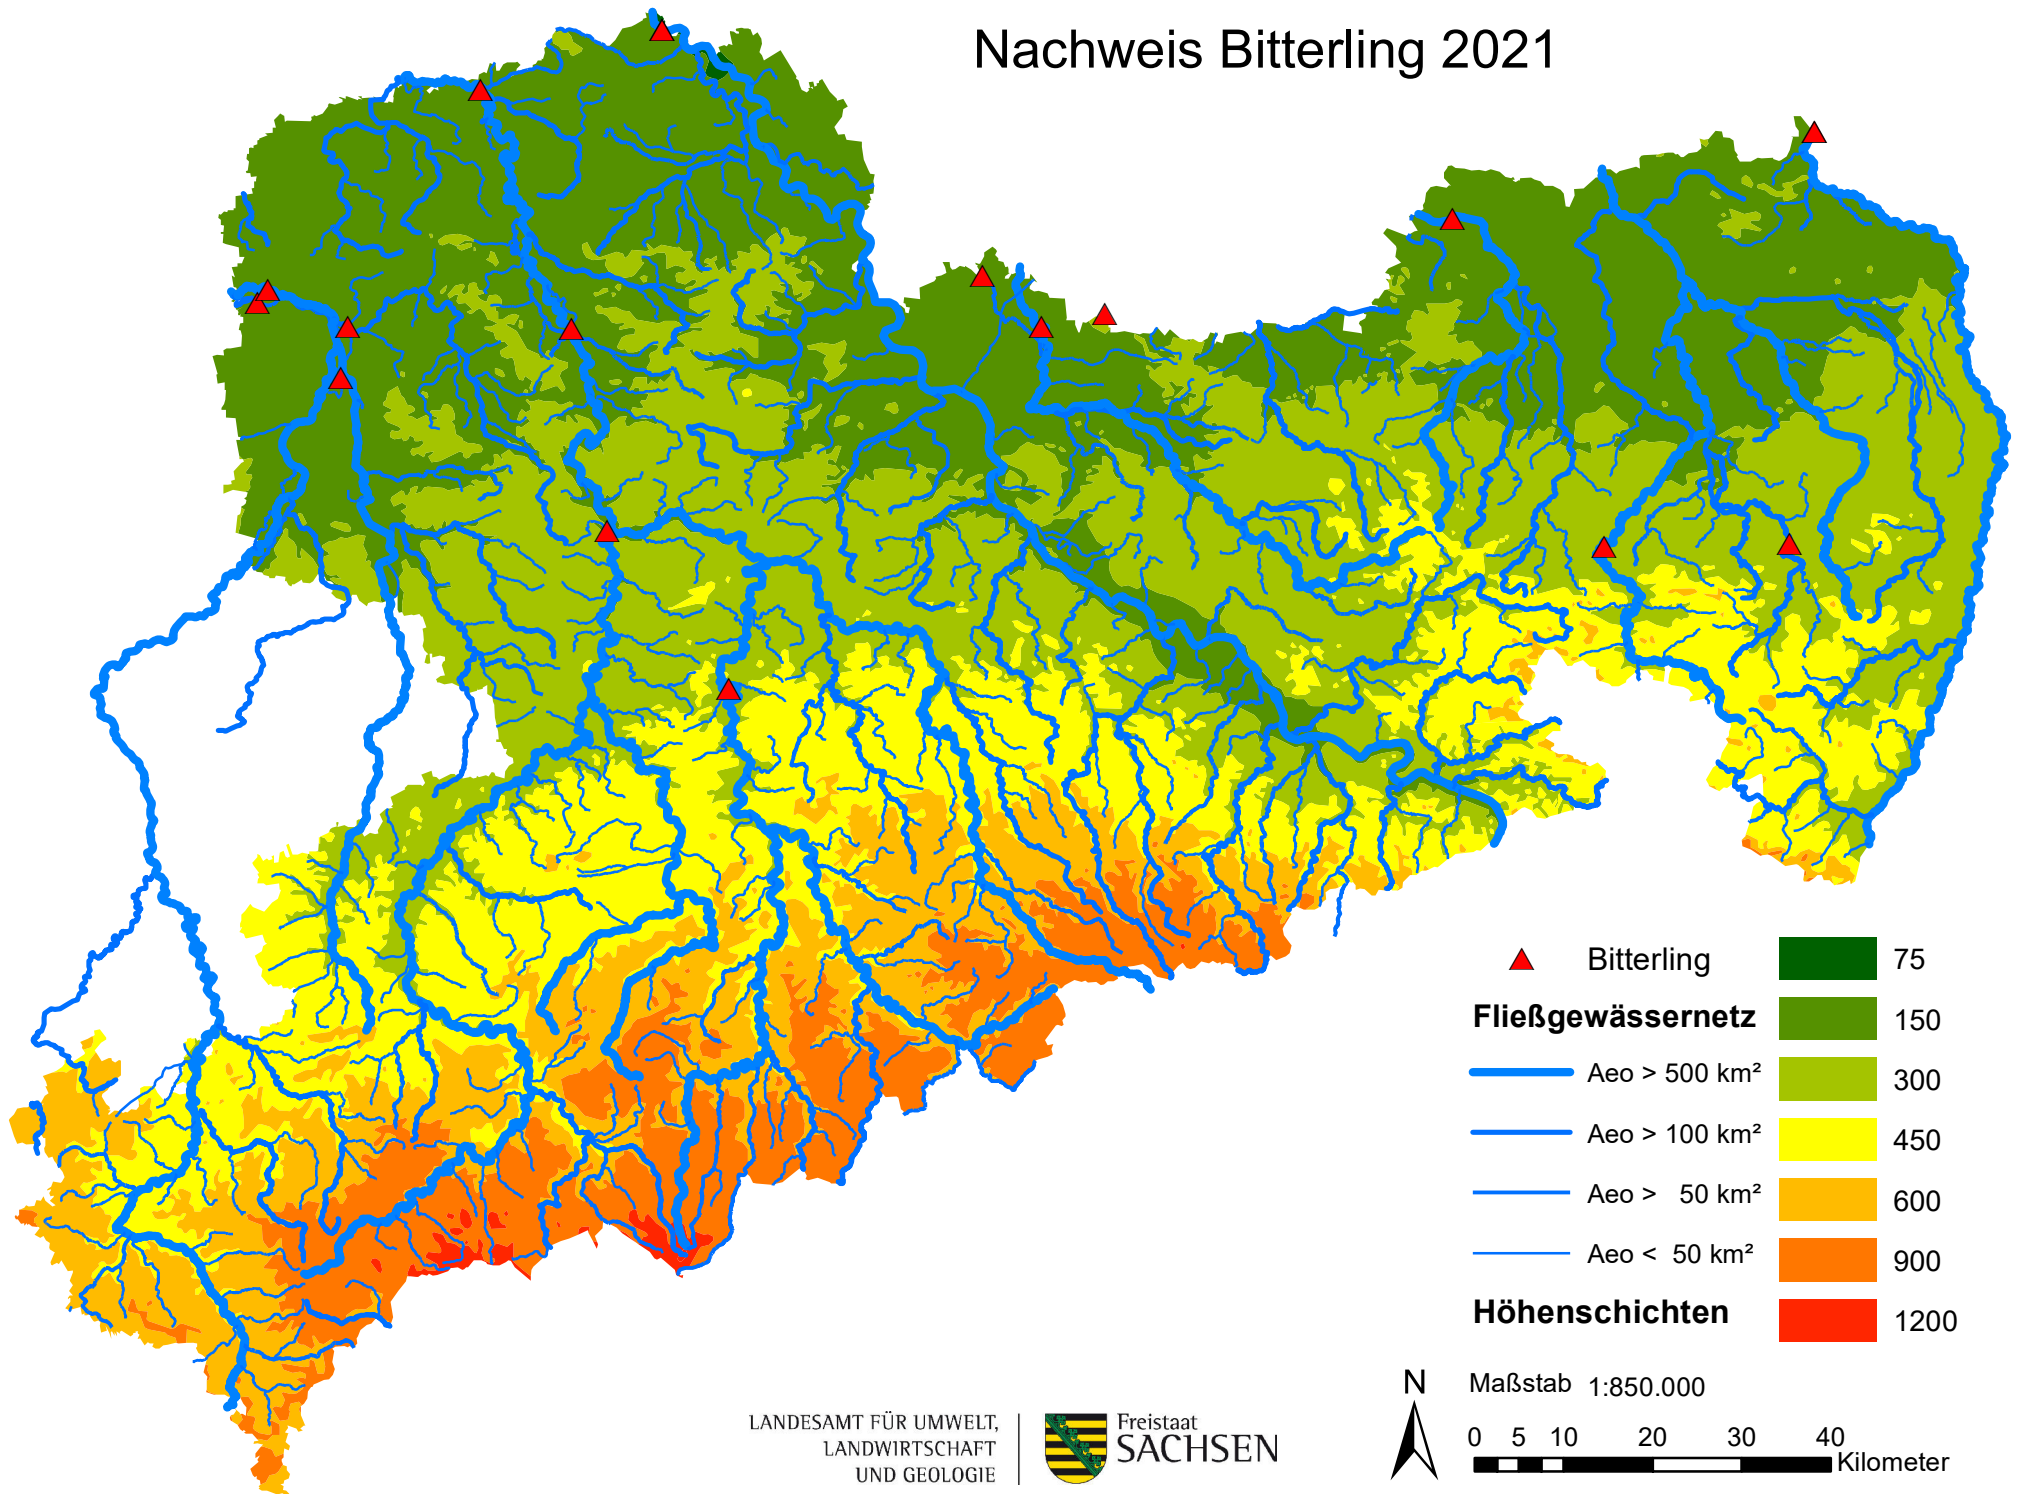 Nachweis Bitterling 2021
Bitterling
Fließgewässernetz
Aeo > 500 km²
Aeo > 100 km²
Aeo > 50 km²
Aeo < 50 km²
Höhenschichten
75
150
300
450
600
900
1200
N
Maßstab 1:850.000
0 5 10 20 30 40
Kilometer
LANDESAMT FÜR UMWELT,
LANDWIRTSCHAFT
UND GEOLOGIE
Freistaat
SACHSEN